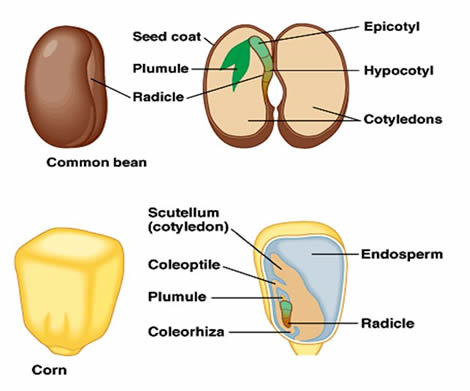 Seed coat
Epicotyl
Plumule
Hypocotyl
Radicle
Cotyledons
Common bean
Scutellum
(cotyledon)
Endosperm
Coleoptile
Plumule
Radicle
Coleorhiza
Corn